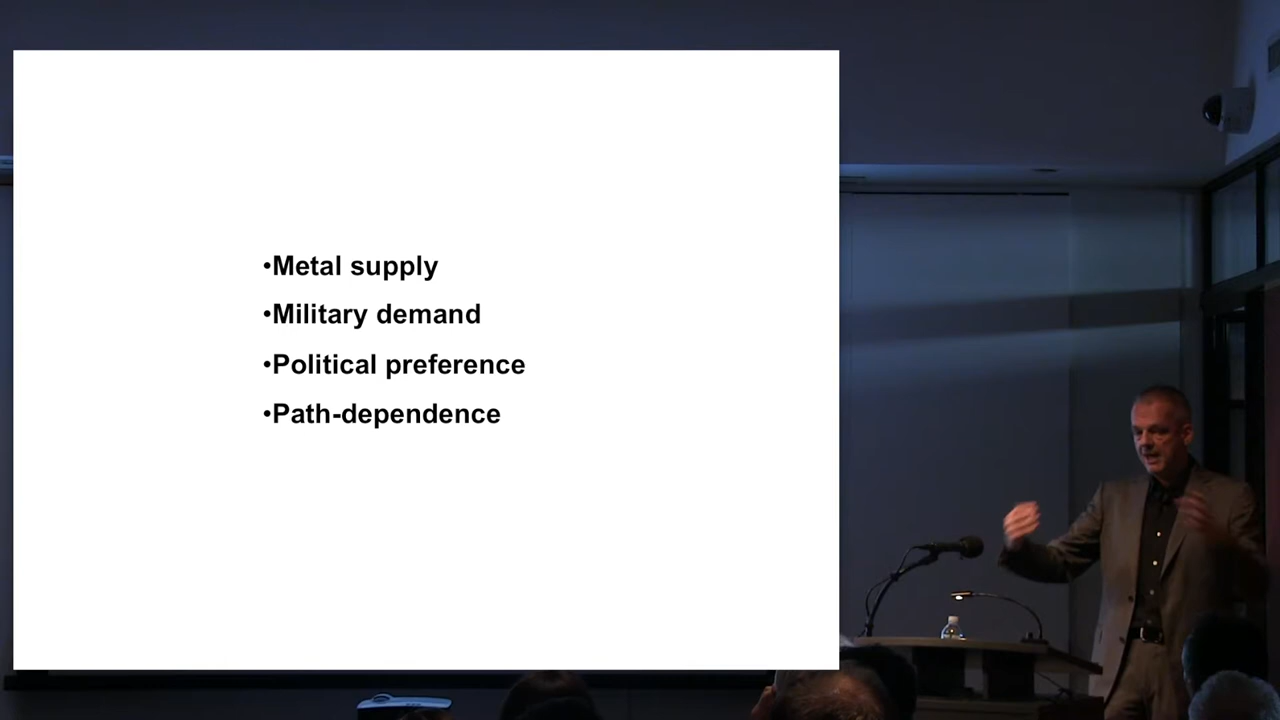 •Metal supply
•Military demand
•Political preference
•Path-dependence